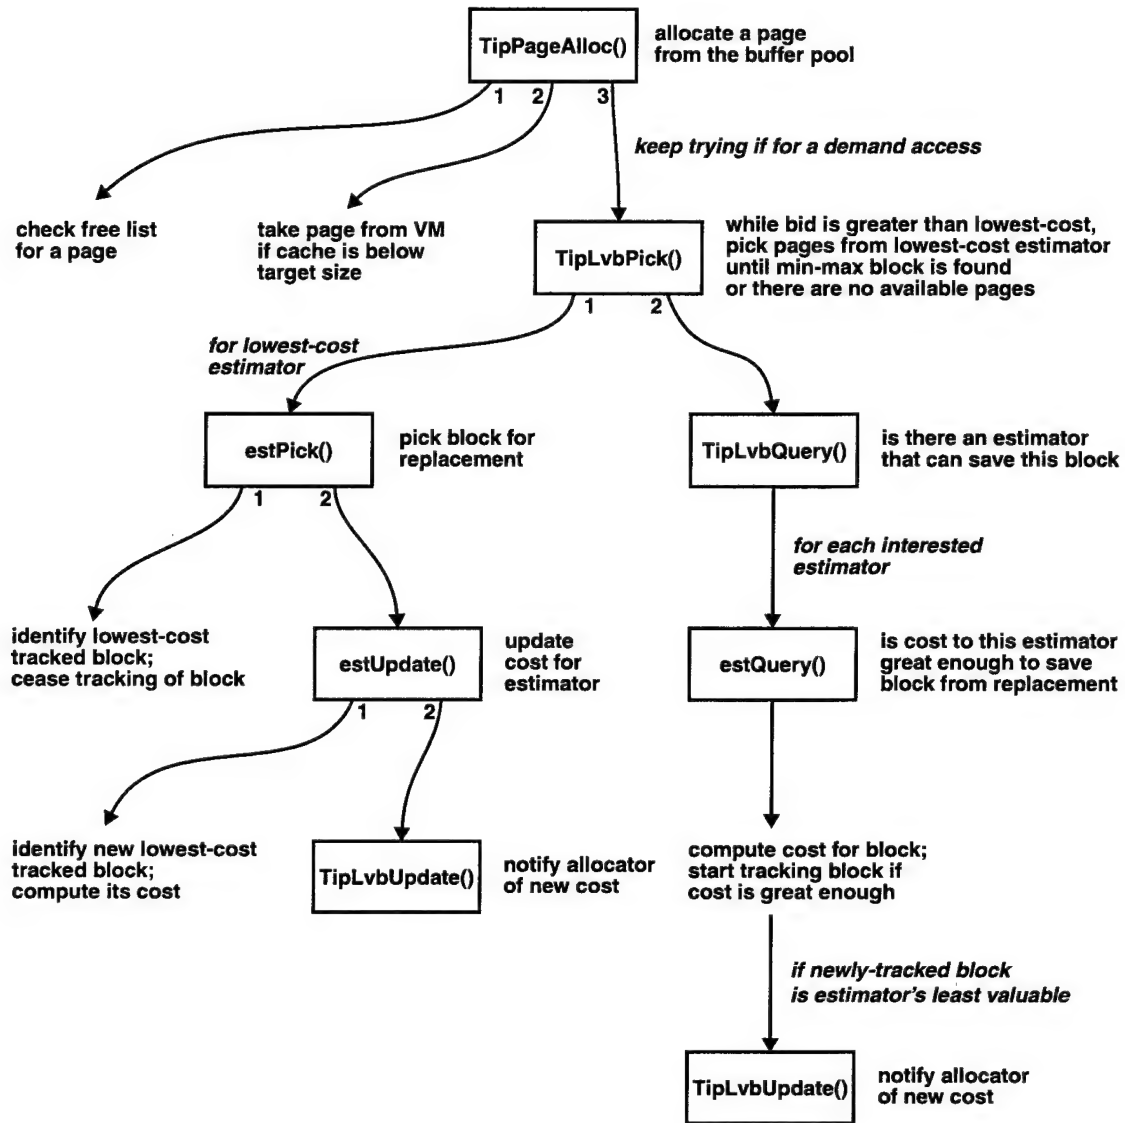 TipPageAlloc()
allocate a page
from the buffer pool
1 2 3
keep trying if for a demand access
check free list
for a page
take page from VM
if cache is below
target size
TipLvbPick()
while bid is greater than lowest-cost,
pick pages from lowest-cost estimator
until min-max block is found
or there are no available pages
1 2
for lowest-cost
estimator
estPick()
pick block for
replacement
TipLvbQuery()
is there an estimator
that can save this block
1 2
for each interested
estimator
identify lowest-cost
tracked block;
cease tracking of block
estUpdate()
update
cost for
estimator
estQuery()
is cost to this estimator
great enough to save
block from replacement
1 2
identify new lowest-cost
tracked block;
compute its cost
TipLvbUpdate()
notify allocator
of new cost
compute cost for block;
start tracking block if
cost is great enough
if newly-tracked block
is estimator's least valuable
TipLvbUpdate()
notify allocator
of new cost